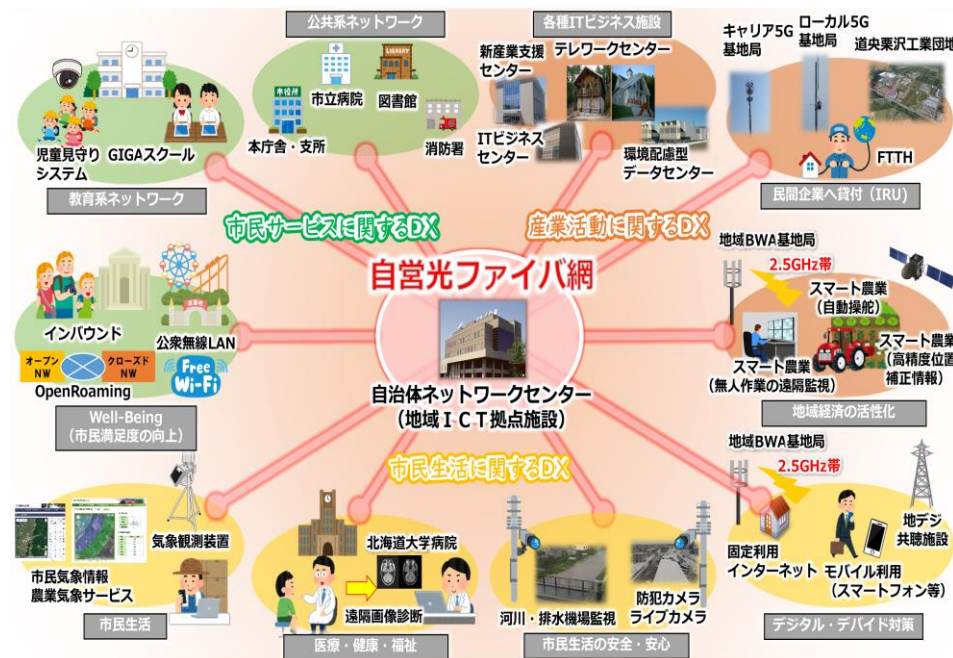 公共系ネットワーク
各種ITビジネス施設
児童見守り
システム
GIGAスクール
教育系ネットワーク
市役所
市立病院
LIBRARY
図書館
本庁舎・支所
消防署
新産業支援
センター
テレワークセンター
ITビジネス
センター
環境配慮型
データセンター
キャリア5G
基地局
ローカル5G
基地局
道央栗沢工業団地
FTTH
民間企業へ貸付(IRU)
市民サービスに関するDX
産業活動に関するDX
自営光ファイバ網
自治体ネットワークセンター
(地域ICT拠点施設)
市民生活に関するDX
インバウンド
公衆無線LAN
オープン
NW
クローズド
NW
OpenRoaming
Free
Wi-Fi
Well-Being
(市民満足度の向上)
地域BWA基地局
2.5GHz帯
スマート農業
(自動操舵)
スマート農業
(無人作業の遠隔監視)
スマート農業
(高精度位置
補正情報)
地域経済の活性化
気象観測装置
市民気象情報
農業気象サービス
市民生活
北海道大学病院
遠隔画像診断
医療・健康・福祉
河川・排水機場監視
防犯カメラ
ライブカメラ
市民生活の安全・安心
地域BWA基地局
2.5GHz帯
固定利用
インターネット
モバイル利用
(スマートフォン等)
地デジ
共聴施設
デジタル・デバイド対策